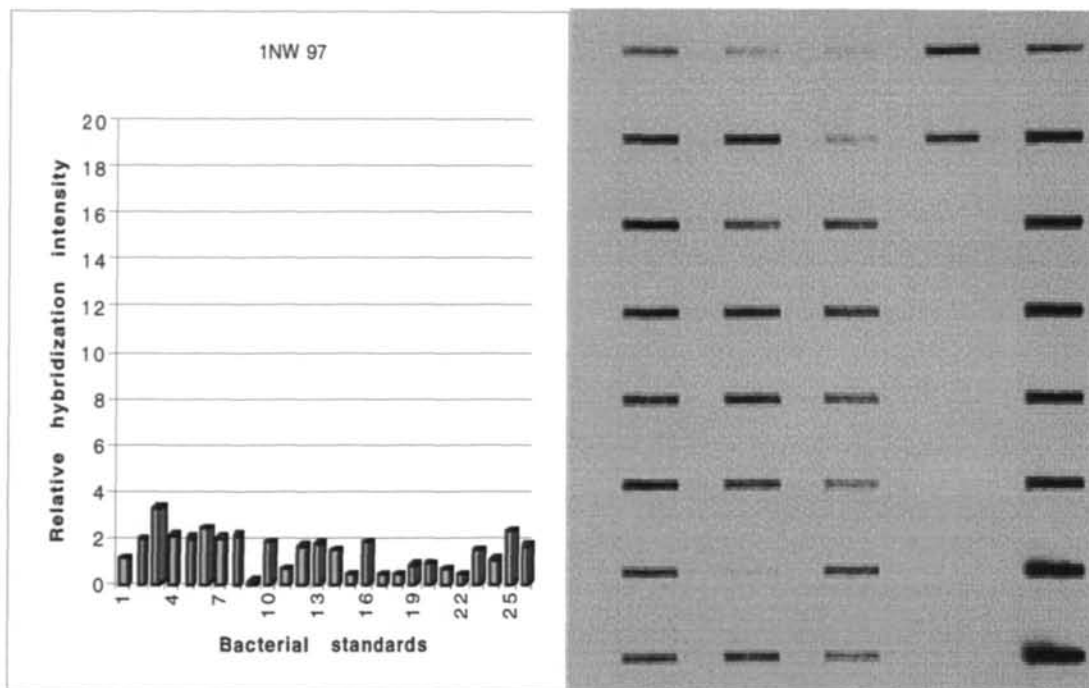 1NW 97
20
18
16
14
12
10
8
6
4
2
0
Relative hybridization intensity
1 4 7 10 13 16 19 22 25
Bacterial standards